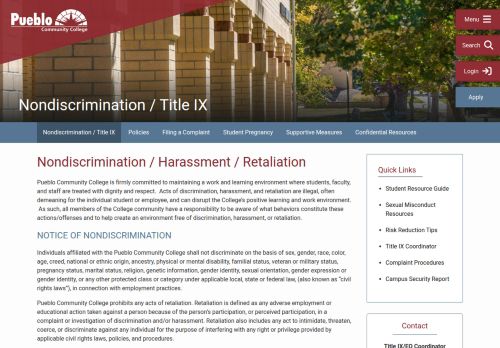 Pueblo
Community College
Menu
Search
Login
Apply
Nondiscrimination / Title IX
Nondiscrimination / Title IX
Policies
Filing a Complaint
Student Pregnancy
Supportive Measures
Confidential Resources
Nondiscrimination / Harassment / Retaliation
Pueblo Community College is firmly committed to maintaining a work and learning environment where students, faculty,
and staff are treated with dignity and respect. Acts of discrimination, harassment, and retaliation are illegal, often
demeaning for the individual student or employee, and can disrupt the College's positive learning and work environment.
As such, all members of the College community have a responsibility to be aware of what behaviors constitute these
actions/offenses and to help create an environment free of discrimination, harassment, or retaliation.
NOTICE OF NONDISCRIMINATION
Individuals affiliated with the Pueblo Community College shall not discriminate on the basis of sex, gender, race, color,
age, creed, national or ethnic origin, ancestry, physical or mental disability, familial status, veteran or military status,
pregnancy status, marital status, religion, genetic information, gender identity, sexual orientation, gender expression or
gender identity, or any other protected class or category under applicable local, state or federal law, (also known as "civil
rights laws"), in connection with employment practices.
Pueblo Community College prohibits any acts of retaliation. Retaliation is defined as any adverse employment or
educational action taken against a person because of the person's participation, or perceived participation, in a
complaint or investigation of discrimination and/or harassment. Retaliation also includes any act to intimidate, threaten,
coerce, or discriminate against any individual for the purpose of interfering with any right or privilege provided by
applicable civil rights laws, policies, and procedures.
Quick Links
Student Resource Guide
Sexual Misconduct
Resources
Risk Reduction Tips
Title IX Coordinator
Complaint Procedures
Campus Security Report
Contact
Title IX/EO Coordinator